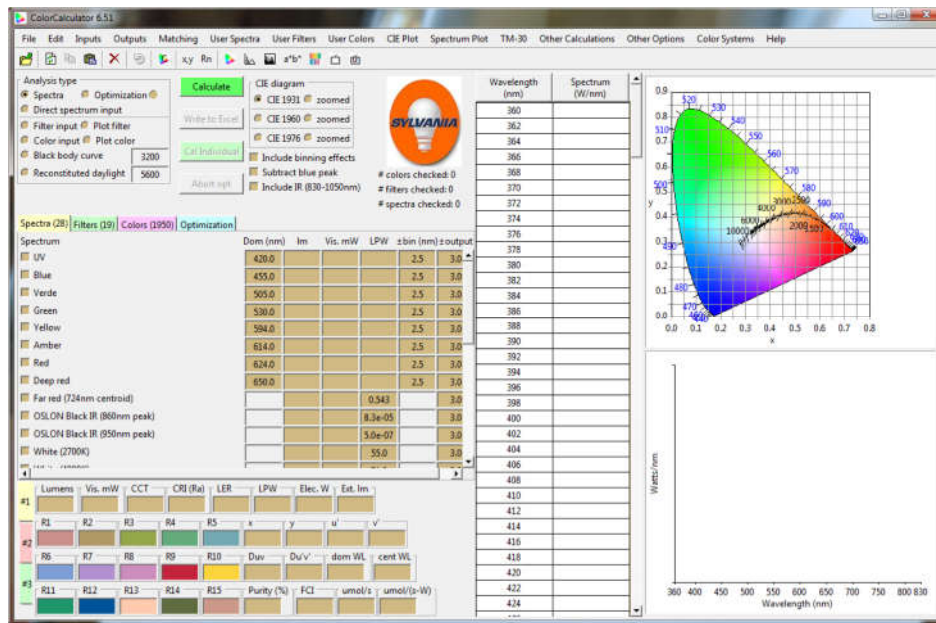 ColorCalculator 6.51
File Edit Inputs Outputs Matching User Spectra User Filters User Colors CIE Plot Spectrum Plot TM-30 Other Calculations Other Options Color Systems Help
x,y Rn a*b*
Analysis type
Spectra Optimization
Direct spectrum input
Filter input Plot filter
Color input Plot color
Black body curve 3200
Reconstituted daylight 5600
Calculate
Write to Excel
Cal Individual
Abort opt
CIE diagram
CIE 1931 zoomed
CIE 1960 zoomed
CIE 1976 zoomed
Include binning effects
Subtract blue peak
Include IR (830-1050nm)
SYLVANIA
# colors checked: 0
# filters checked: 0
# spectra checked: 0
Spectra (28) Filters (19) Colors (1950) Optimization
Spectrum Dom (nm) lm Vis. mW LPW ±bin (nm) ±output
UV 420.0 2.5 3.0
Blue 455.0 2.5 3.0
Verde 505.0 2.5 3.0
Green 530.0 2.5 3.0
Yellow 594.0 2.5 3.0
Amber 614.0 2.5 3.0
Red 624.0 2.5 3.0
Deep red 650.0 2.5 3.0
Far red (724nm centroid) 0.543 3.0
OSLON Black IR (860nm peak) 8.3e-05 3.0
OSLON Black IR (950nm peak) 5.0e-07 3.0
White (2700K) 55.0 3.0
#1
Lumens Vis. mW CCT CRI (Ra) LER LPW Elec. W Ext. lm
#2
R1 R2 R3 R4 R5 x y u' v'
R6 R7 R8 R9 R10 Duv Du'v' dom WL cent WL
#3
R11 R12 R13 R14 R15 Purity (%) FCI umol/s umol/(s-W)
Wavelength (nm) Spectrum (W/nm)
360
362
364
366
368
370
372
374
376
378
380
382
384
386
388
390
392
394
396
398
400
402
404
406
408
410
412
414
416
418
420
422
424
0.9
0.8
0.7
0.6
0.5
0.4
0.3
0.2
0.1
0.0
y
0.0 0.1 0.2 0.3 0.4 0.5 0.6 0.7 0.8
x
520
530
540
550
560
570
580
590
600
610
510
500
490
480
470
4000 3000 2500
6000
10000
2000
Watts/nm
360 400 450 500 550 600 650 700 750 800 830
Wavelength (nm)